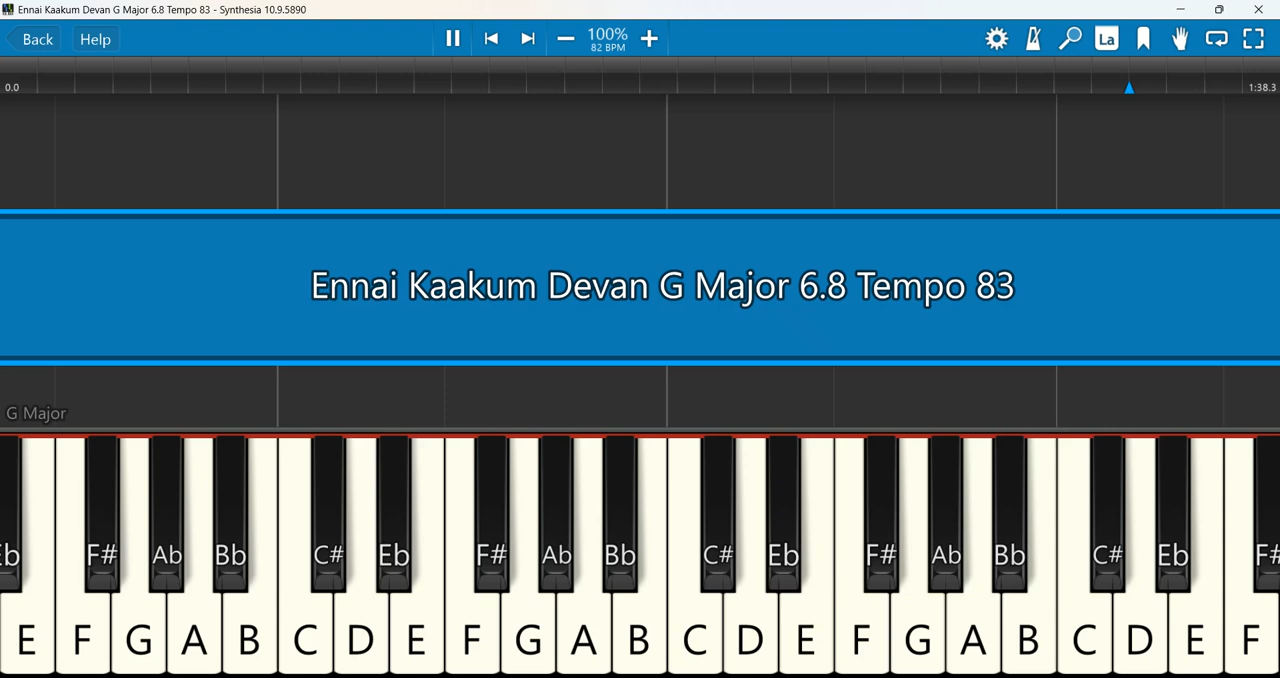 Ennai Kaakum Devan G Major 6.8 Tempo 83 - Synthesia 10.9.5890
Back Help 100% La
82 BPM
0.0 1:38.3
Ennai Kaakum Devan G Major 6.8 Tempo 83
G Major
Eb F# Ab Bb C# Eb F# Ab Bb C# Eb F# Ab Bb C# Eb F#
E F G A B C D E F G A B C D E F G A B C D E F